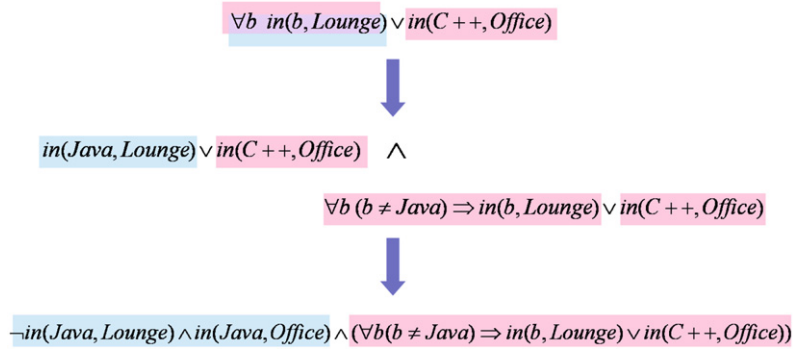 ∀b in(b, Lounge) ∨ in(C++, Office)
in(Java, Lounge) ∨ in(C++, Office) ∧
∀b (b ≠ Java) ⇒ in(b, Lounge) ∨ in(C++, Office)
¬in(Java, Lounge) ∧ in(Java, Office) ∧ (∀b(b ≠ Java) ⇒ in(b, Lounge) ∨ in(C++, Office))